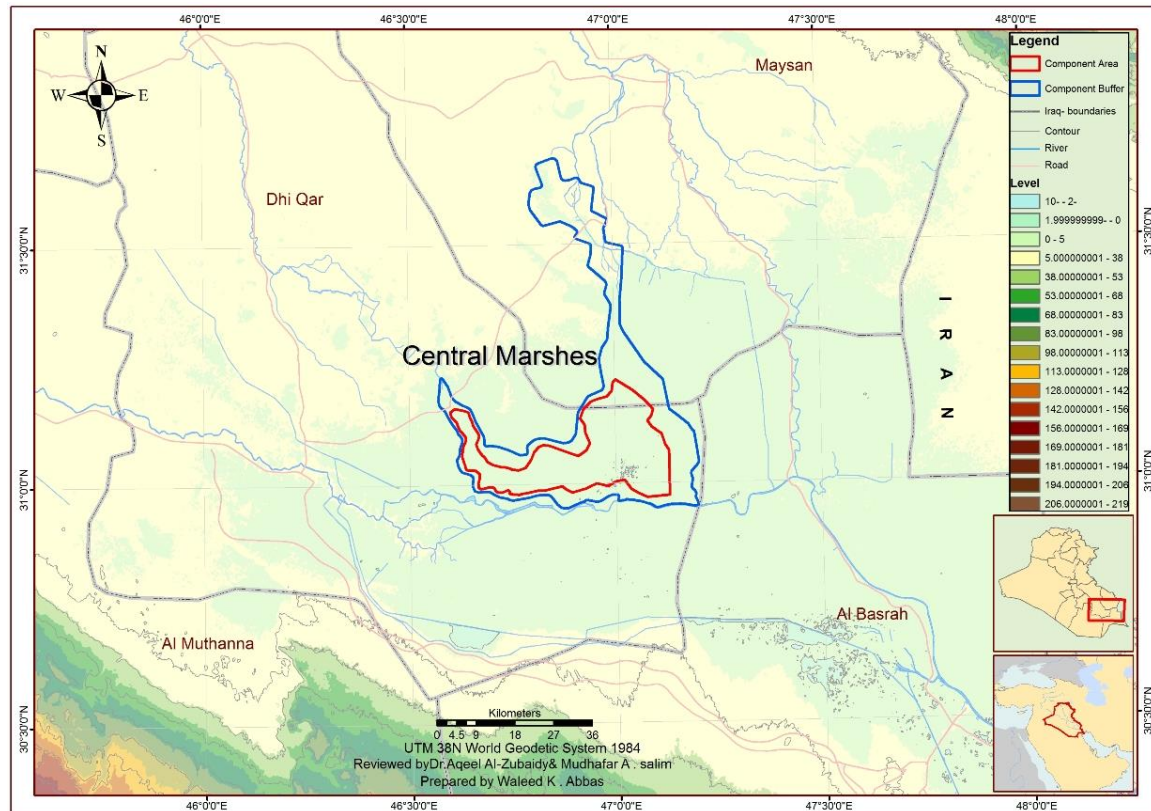 46°0'0"E
46°30'0"E
47°0'0"E
47°30'0"E
48°0'0"E
N
W
E
S
Maysan
Dhi Qar
31°30'0"N
31°30'0"N
Central Marshes
I
R
A
N
31°0'0"N
31°0'0"N
Al Basrah
Al Muthanna
30°30'0"N
30°30'0"N
Legend
Component Area
Component Buffer
Iraq- boundaries
Contour
River
Road
Level
10- - 2-
1.999999999- - 0
0 - 5
5.000000001 - 38
38.00000001 - 53
53.00000001 - 68
68.00000001 - 83
83.00000001 - 98
98.00000001 - 113
113.0000001 - 128
128.0000001 - 142
142.0000001 - 156
156.0000001 - 169
169.0000001 - 181
181.0000001 - 194
194.0000001 - 206
206.0000001 - 219
Kilometers
0 4.5 9 18 27 36
UTM 38N World Geodetic System 1984
Reviewed byDr.Aqeel Al-Zubaidy& Mudhafar A . salim
Prepared by Waleed K . Abbas
46°0'0"E
46°30'0"E
47°0'0"E
47°30'0"E
48°0'0"E